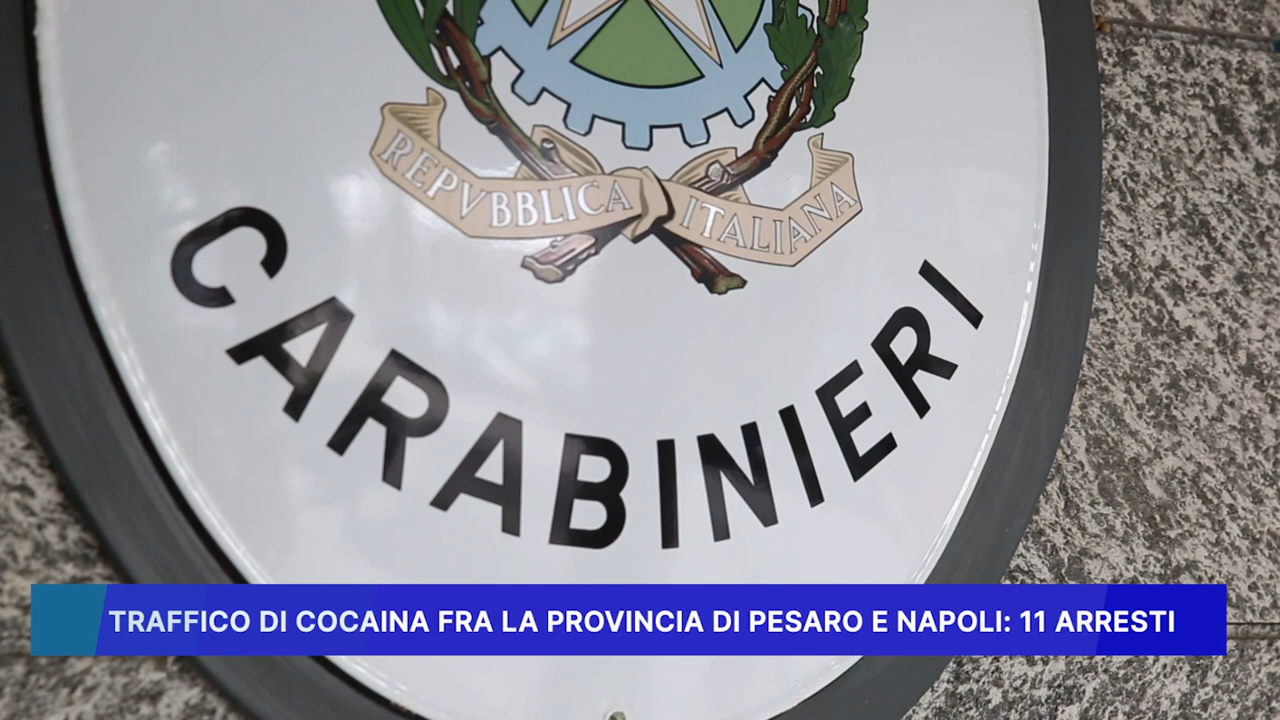 REPVBBLICA ITALIANA
CARABINIERI
TRAFFICO DI COCAINA FRA LA PROVINCIA DI PESARO E NAPOLI: 11 ARRESTI